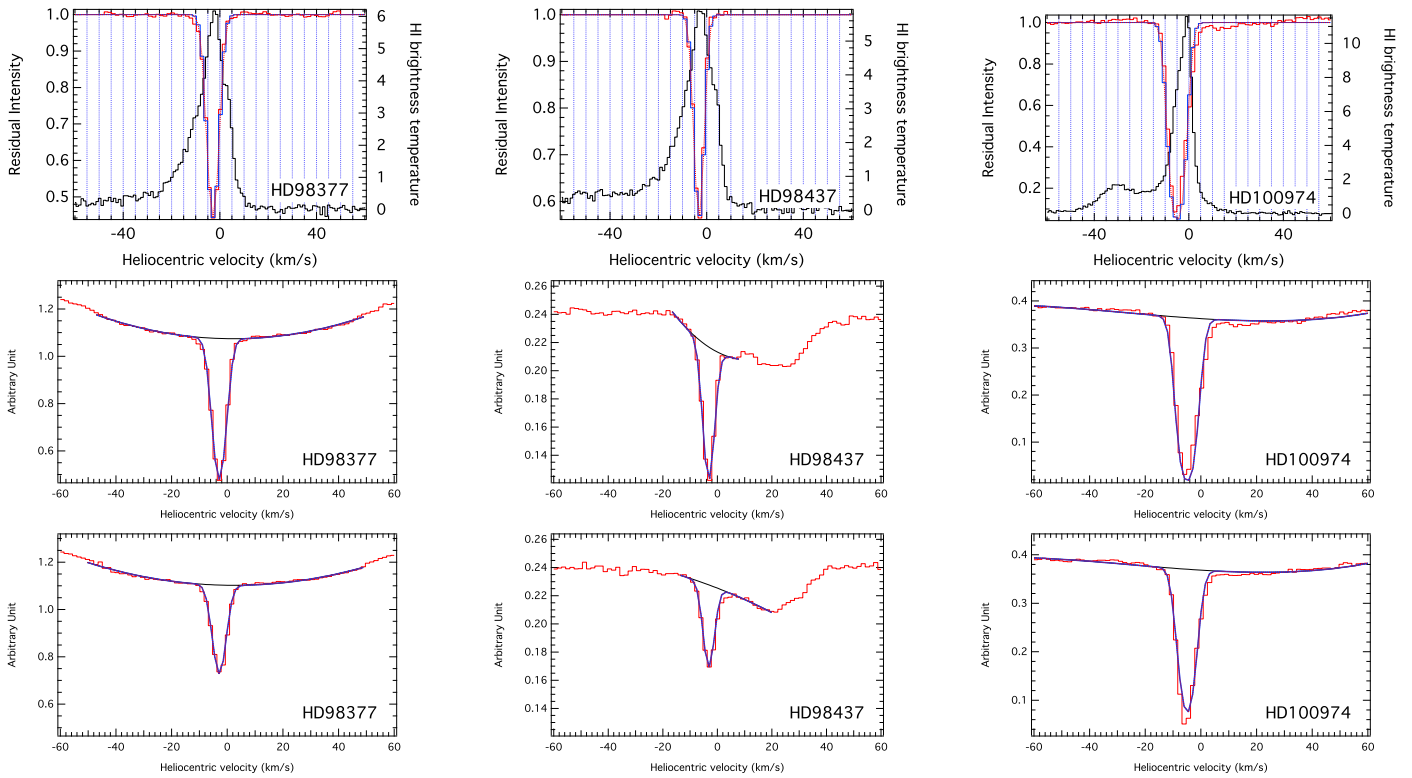 1.0
0.9
0.8
0.7
0.6
0.5
6
5
4
3
2
1
0
-40
0
40
Residual Intensity
HI brightness temperature
HD98377
Heliocentric velocity (km/s)
1.0
0.9
0.8
0.7
0.6
5
4
3
2
1
0
-40
0
40
Residual Intensity
HI brightness temperature
HD98437
Heliocentric velocity (km/s)
1.0
0.8
0.6
0.4
0.2
10
8
6
4
2
0
-40
0
40
Residual Intensity
HI brightness temperature
HD100974
Heliocentric velocity (km/s)
1.2
1.0
0.8
0.6
Arbitrary Unit
HD98377
-60 -40 -20 0 20 40 60
Heliocentric velocity (km/s)
0.26
0.24
0.22
0.20
0.18
0.16
0.14
Arbitrary Unit
HD98437
-60 -40 -20 0 20 40 60
Heliocentric velocity (km/s)
0.4
0.3
0.2
0.1
Arbitrary Unit
HD100974
-60 -40 -20 0 20 40 60
Heliocentric velocity (km/s)
1.2
1.0
0.8
0.6
Arbitrary Unit
HD98377
-60 -40 -20 0 20 40 60
Heliocentric velocity (km/s)
0.26
0.24
0.22
0.20
0.18
0.16
0.14
Arbitrary Unit
HD98437
-60 -40 -20 0 20 40 60
Heliocentric velocity (km/s)
0.4
0.3
0.2
0.1
Arbitrary Unit
HD100974
-60 -40 -20 0 20 40 60
Heliocentric velocity (km/s)